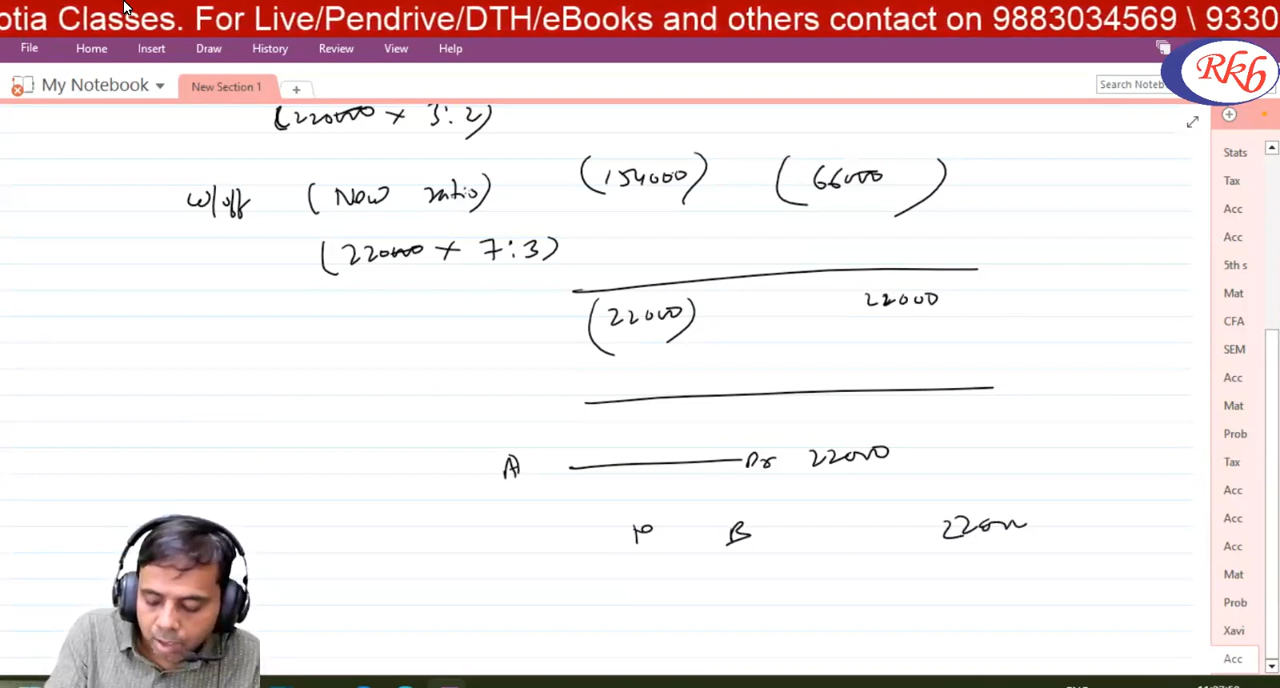 otia Classes. For Live/Pendrive/DTH/eBooks and others contact on 9883034569 \ 9330
File Home Insert Draw History Review View Help
Rkb
My Notebook New Section 1 + Search Noteb
(220000 x 3:2)
w/off (New ratio) (154000) (66000)
(220000 x 7:3)
(22000) 22000
A Dr 22000
To B 22000
Stats
Tax
Acc
Acc
5th s
Mat
CFA
SEM
Acc
Mat
Prob
Tax
Acc
Acc
Acc
Mat
Prob
Xavi
Acc